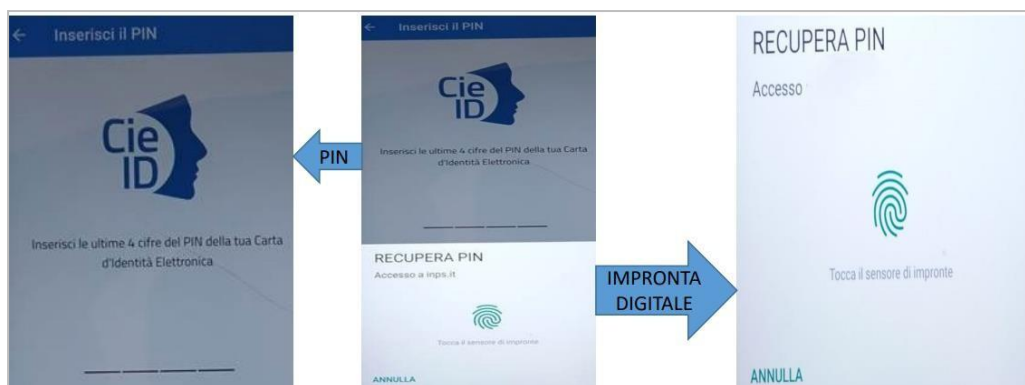 ← Inserisci il PIN
Cie
ID
Inserisci le ultime 4 cifre del PIN della tua Carta
d'Identità Elettronica
PIN
← Inserisci il PIN
Cie
ID
Inserisci le ultime 4 cifre del PIN della tua Carta
d'Identità Elettronica
RECUPERA PIN
Accesso a inps.it
Tocca il sensore di impronte
ANNULLA
IMPRONTA
DIGITALE
RECUPERA PIN
Accesso
Tocca il sensore di impronte
ANNULLA